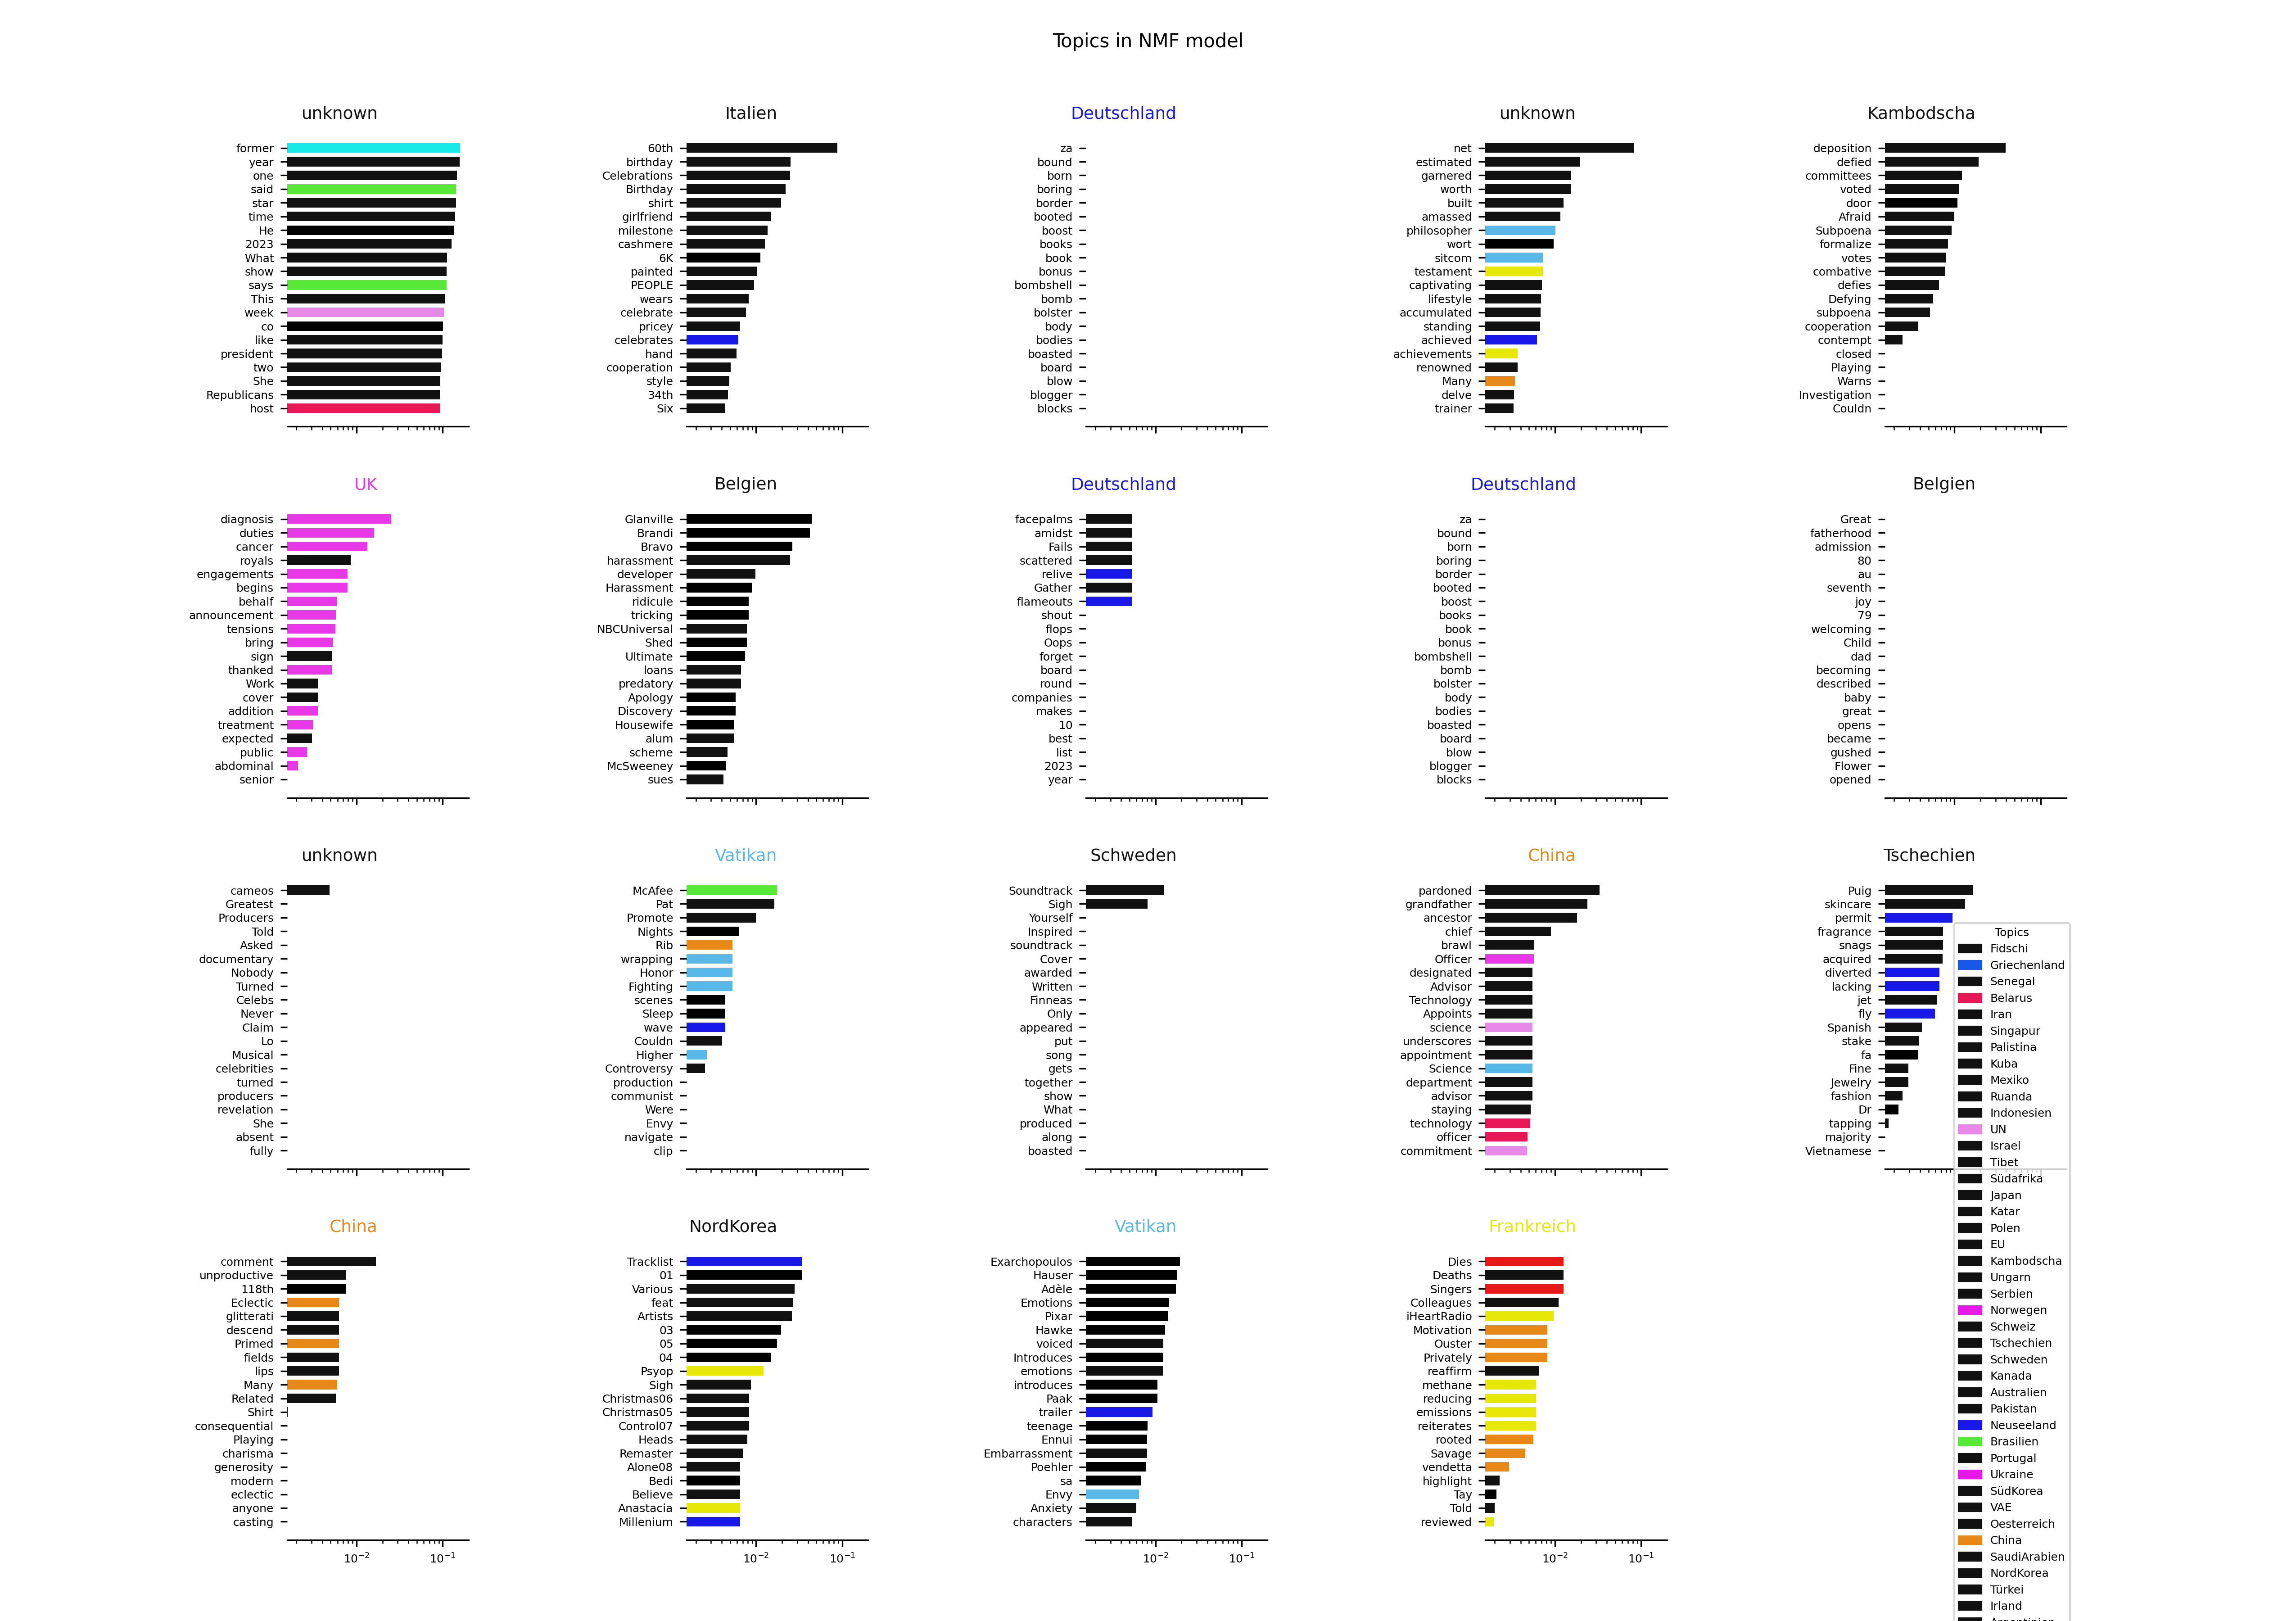 Topics in NMF model
unknown
former
year
one
said
star
time
He
2023
What
show
says
This
week
co
like
president
two
She
Republicans
host
Italien
60th
birthday
Celebrations
Birthday
shirt
girlfriend
milestone
cashmere
6K
painted
PEOPLE
wears
celebrate
pricey
celebrates
hand
cooperation
style
34th
Six
Deutschland
za
bound
born
boring
border
booted
boost
books
book
bonus
bombshell
bomb
bolster
body
bodies
boasted
board
blow
blogger
blocks
unknown
net
estimated
garnered
worth
built
amassed
philosopher
wort
sitcom
testament
captivating
lifestyle
accumulated
standing
achieved
achievements
renowned
Many
delve
trainer
Kambodscha
deposition
defied
committees
voted
door
Afraid
Subpoena
formalize
votes
combative
defies
Defying
subpoena
cooperation
contempt
closed
Playing
Warns
Investigation
Couldn
UK
diagnosis
duties
cancer
royals
engagements
begins
behalf
announcement
tensions
bring
sign
thanked
Work
cover
addition
treatment
expected
public
abdominal
senior
Belgien
Glanville
Brandi
Bravo
harassment
developer
Harassment
ridicule
tricking
NBCUniversal
Shed
Ultimate
loans
predatory
Apology
Discovery
Housewife
alum
scheme
McSweeney
sues
Deutschland
facepalms
amidst
Fails
scattered
relive
Gather
flameouts
shout
flops
Oops
forget
board
round
companies
makes
10
best
list
2023
year
Deutschland
za
bound
born
boring
border
booted
boost
books
book
bonus
bombshell
bomb
bolster
body
bodies
boasted
board
blow
blogger
blocks
Belgien
Great
fatherhood
admission
80
au
seventh
joy
79
welcoming
Child
dad
becoming
described
baby
great
opens
became
gushed
Flower
opened
unknown
cameos
Greatest
Producers
Told
Asked
documentary
Nobody
Turned
Celebs
Never
Claim
Lo
Musical
celebrities
turned
producers
revelation
She
absent
fully
Vatikan
McAfee
Pat
Promote
Nights
Rib
wrapping
Honor
Fighting
scenes
Sleep
wave
Couldn
Higher
Controversy
production
communist
Were
Envy
navigate
clip
Schweden
Soundtrack
Sigh
Yourself
Inspired
soundtrack
Cover
awarded
Written
Finneas
Only
appeared
put
song
gets
together
show
What
produced
along
boasted
China
pardoned
grandfather
ancestor
chief
brawl
Officer
designated
Advisor
Technology
Appoints
science
underscores
appointment
Science
department
advisor
staying
technology
officer
commitment
Tschechien
Puig
skincare
permit
fragrance
snags
acquired
diverted
lacking
jet
fly
Spanish
stake
fa
Fine
Jewelry
fashion
Dr
tapping
majority
Vietnamese
China
comment
unproductive
118th
Eclectic
glitterati
descend
Primed
fields
lips
Many
Related
Shirt
consequential
Playing
charisma
generosity
modern
eclectic
anyone
casting
10⁻² 10⁻¹
NordKorea
Tracklist
01
Various
feat
Artists
03
05
04
Psyop
Sigh
Christmas06
Christmas05
Control07
Heads
Remaster
Alone08
Bedi
Believe
Anastacia
Millenium
10⁻² 10⁻¹
Vatikan
Exarchopoulos
Hauser
Adèle
Emotions
Pixar
Hawke
voiced
Introduces
emotions
introduces
Paak
trailer
teenage
Ennui
Embarrassment
Poehler
sa
Envy
Anxiety
characters
10⁻² 10⁻¹
Frankreich
Dies
Deaths
Singers
Colleagues
iHeartRadio
Motivation
Ouster
Privately
reaffirm
methane
reducing
emissions
reiterates
rooted
Savage
vendetta
highlight
Tay
Told
reviewed
10⁻² 10⁻¹
Topics
Fidschi
Griechenland
Senegal
Belarus
Iran
Singapur
Palistina
Kuba
Mexiko
Ruanda
Indonesien
UN
Israel
Tibet
Südafrika
Japan
Katar
Polen
EU
Kambodscha
Ungarn
Serbien
Norwegen
Schweiz
Tschechien
Schweden
Kanada
Australien
Pakistan
Neuseeland
Brasilien
Portugal
Ukraine
SüdKorea
VAE
Oesterreich
China
SaudiArabien
NordKorea
Türkei
Irland